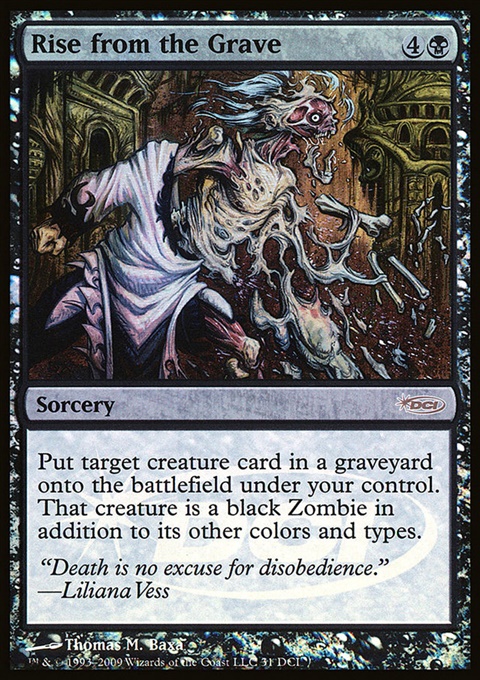 Rise from the Grave 4
Sorcery
DCI
Put target creature card in a graveyard
onto the battlefield under your control.
That creature is a black Zombie in
addition to its other colors and types.
“Death is no excuse for disobedience.”
—Liliana Vess
DCI
Thomas M. Baxa
™ & © 1993–2009 Wizards of the Coast LLC 31 DCI